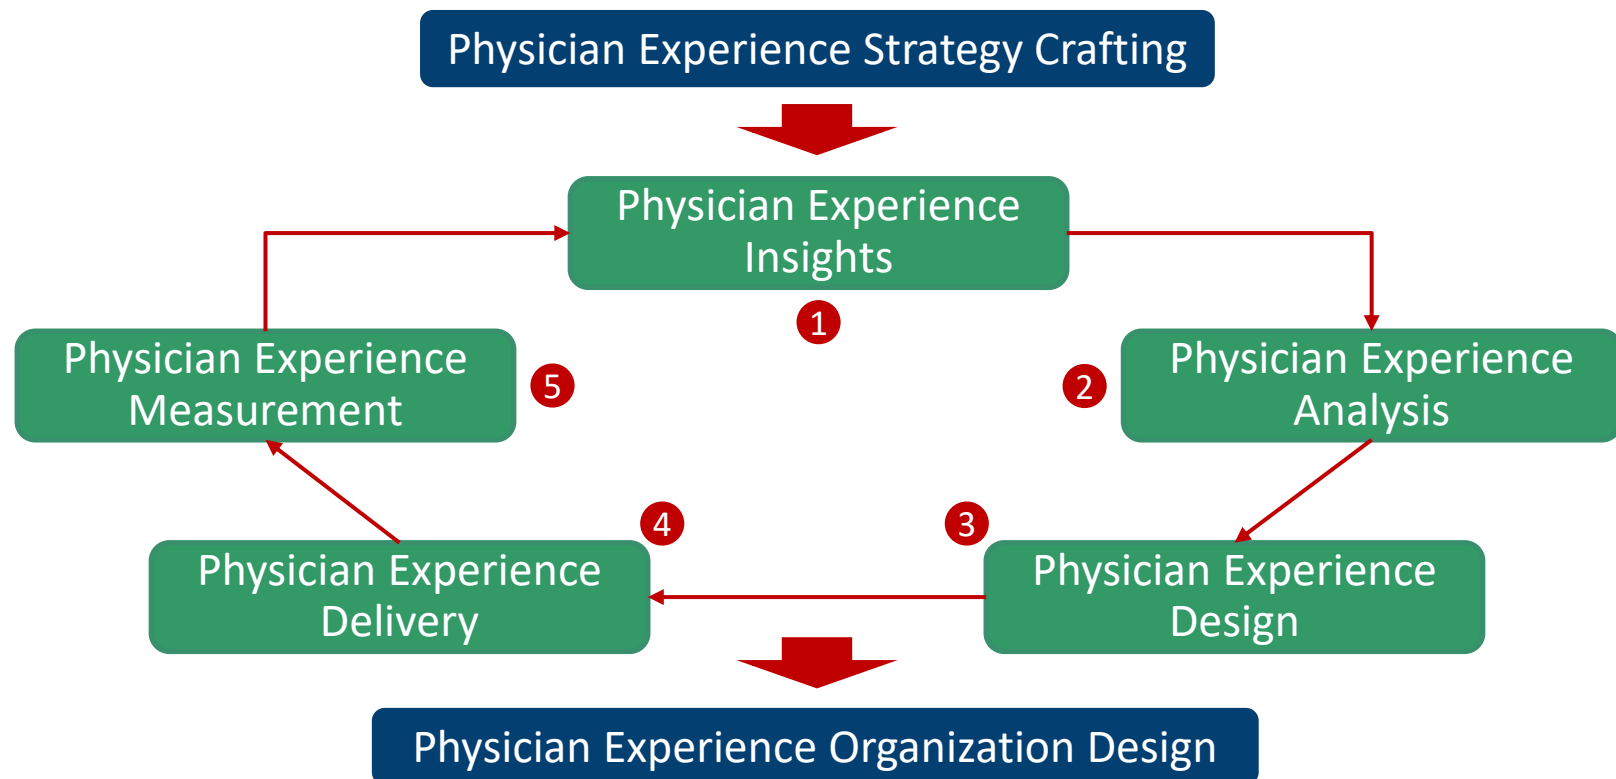 Physician Experience Strategy Crafting
Physician Experience
Insights
1
Physician Experience
Measurement
5
2
Physician Experience
Analysis
4
3
Physician Experience
Delivery
Physician Experience
Design
Physician Experience Organization Design